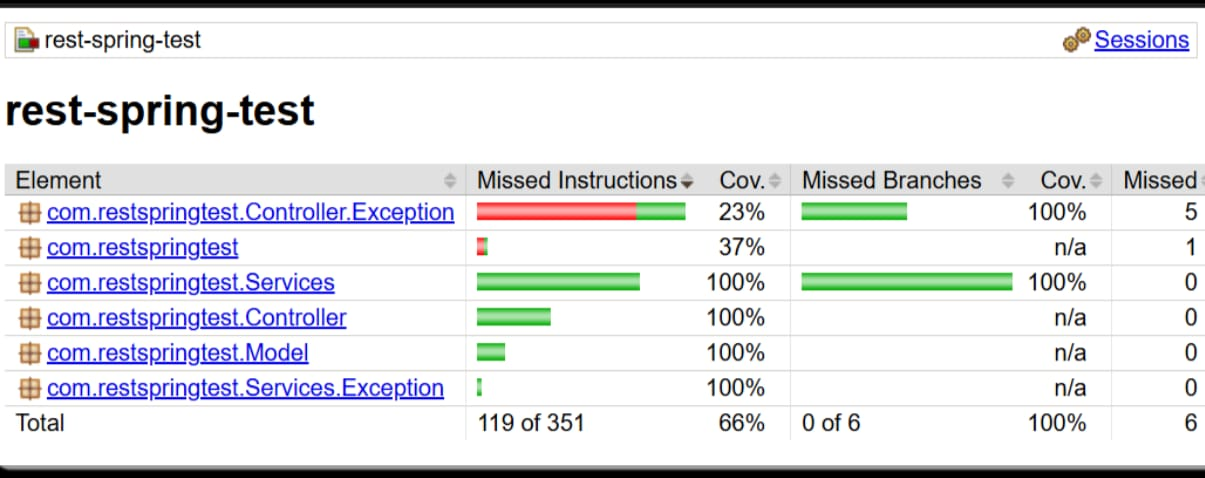 rest-spring-test Sessions
rest-spring-test
Element Missed Instructions Cov. Missed Branches Cov. Missed
com.restspringtest.Controller.Exception 23% 100% 5
com.restspringtest 37% n/a 1
com.restspringtest.Services 100% 100% 0
com.restspringtest.Controller 100% n/a 0
com.restspringtest.Model 100% n/a 0
com.restspringtest.Services.Exception 100% n/a 0
Total 119 of 351 66% 0 of 6 100% 6